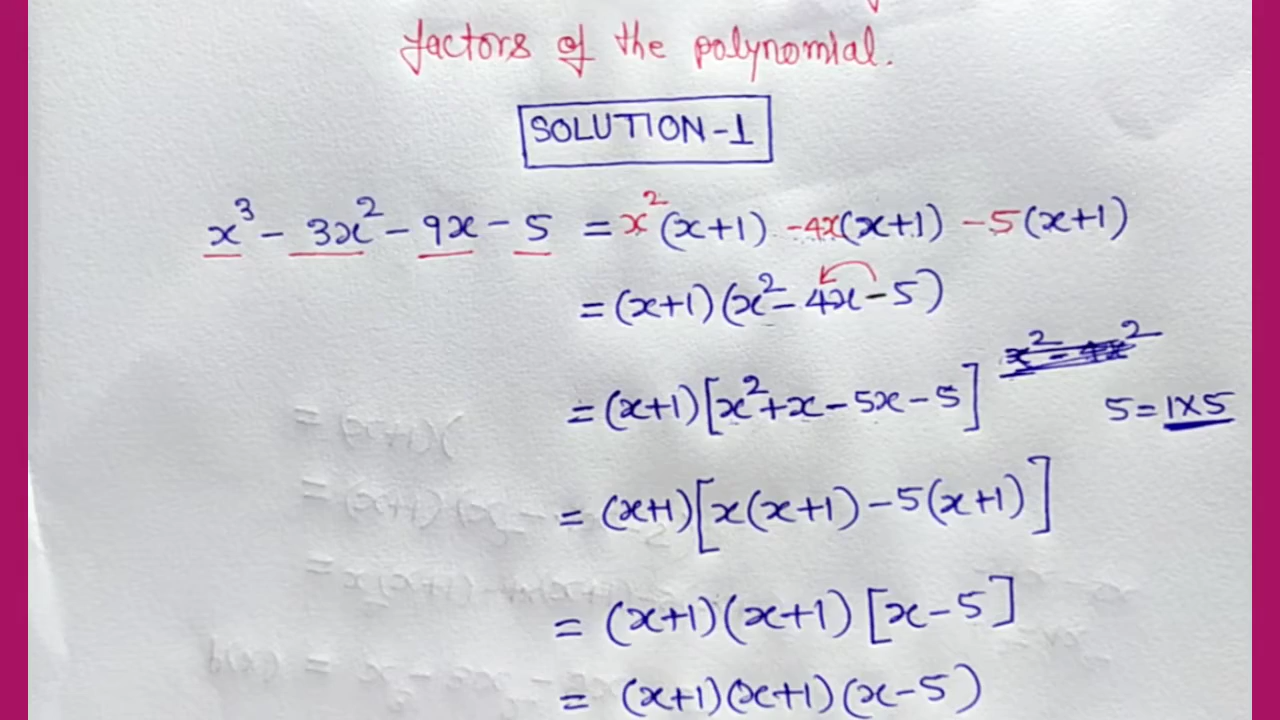 factors of the polynomial.
SOLUTION-1
x³ - 3x² - 9x - 5 = x²(x+1) -4x(x+1) -5(x+1)
= (x+1)(x² - 4x - 5)
= (x+1)[x²+x-5x-5]
5 = 1×5
= (x+1)[x(x+1)-5(x+1)]
= (x+1)(x+1)[x-5]
= (x+1)(x+1)(x-5)